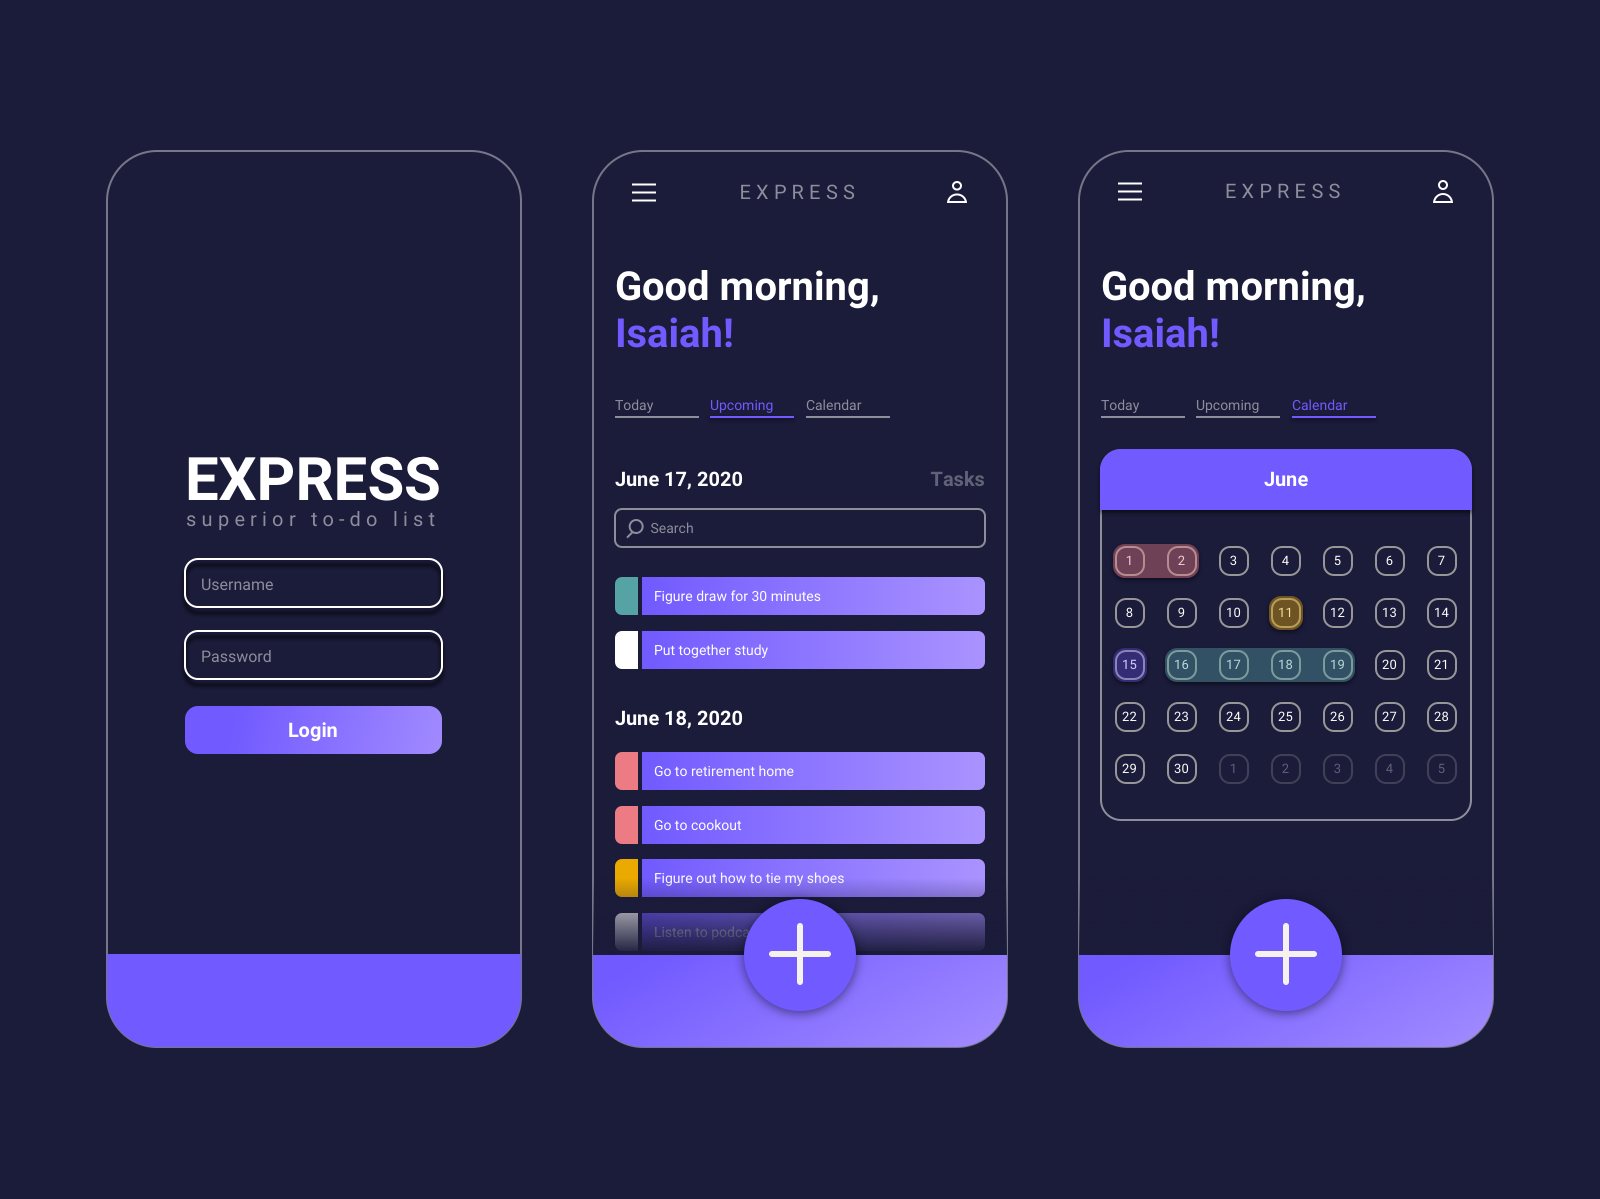 EXPRESS
superior to-do list
Username
Password
Login
EXPRESS
Good morning,
Isaiah!
Today Upcoming Calendar
June 17, 2020 Tasks
Search
Figure draw for 30 minutes
Put together study
June 18, 2020
Go to retirement home
Go to cookout
Figure out how to tie my shoes
Listen to
EXPRESS
Good morning,
Isaiah!
Today Upcoming Calendar
June
1 2 3 4 5 6 7
8 9 10 11 12 13 14
15 16 17 18 19 20 21
22 23 24 25 26 27 28
29 30 1 2 3 4 5